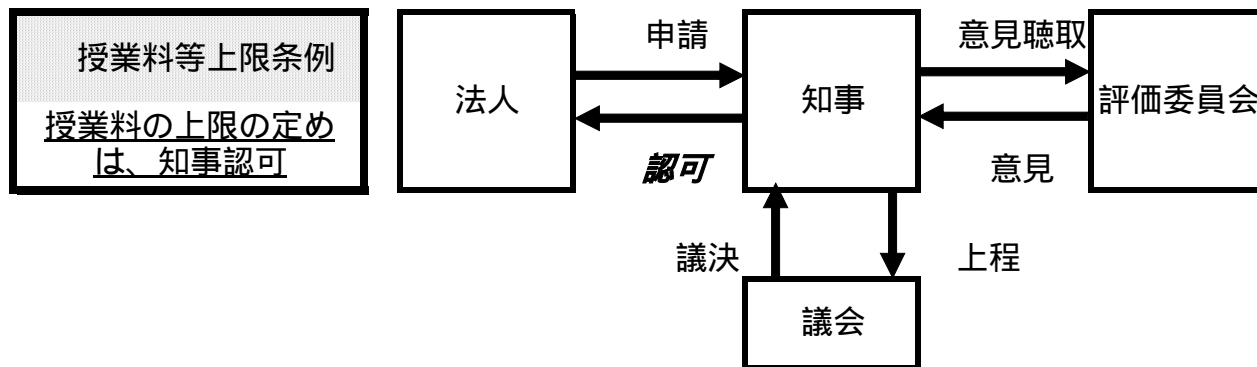 授業料等上限条例
授業料の上限の定め
は、知事認可
法人
申請
認可
知事
意見聴取
意見
評価委員会
議決
上程
議会